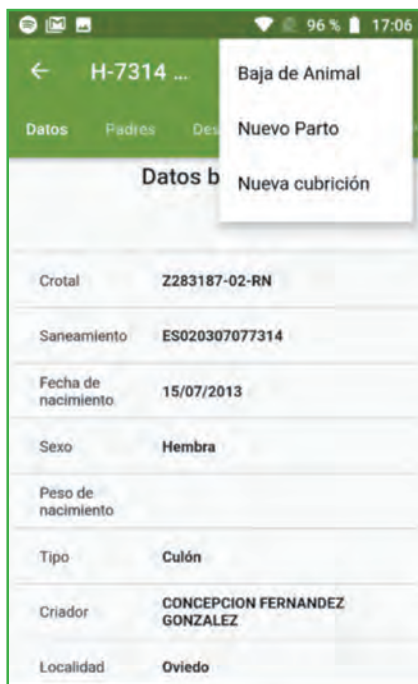 96 % 17:06
H-7314 ...
Baja de Animal
Datos Padres Des
Nuevo Parto
Datos b
Nueva cubrición
Crotal Z283187-02-RN
Saneamiento ES020307077314
Fecha de
nacimiento 15/07/2013
Sexo Hembra
Peso de
nacimiento
Tipo Culón
Criador CONCEPCION FERNANDEZ
GONZALEZ
Localidad Oviedo